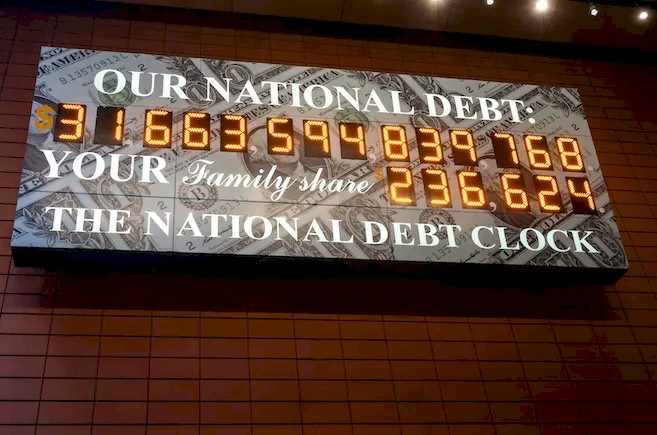 OUR NATIONAL DEBT:
$31,663,594,839,768
YOUR Family share $236,624
THE NATIONAL DEBT CLOCK